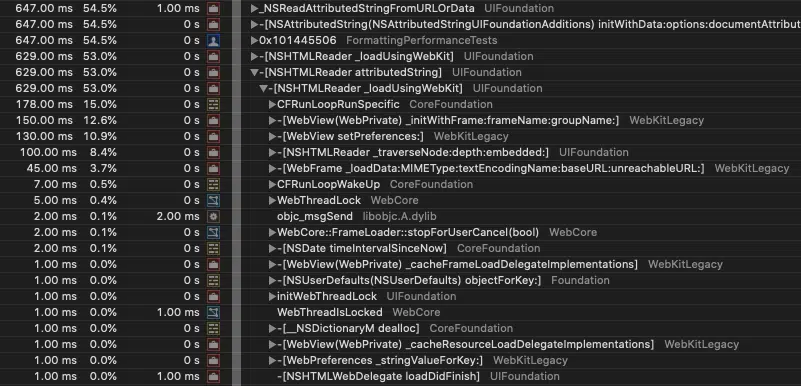 647.00 ms 54.5% 1.00 ms _NSReadAttributedStringFromURLOrData UIFoundation
647.00 ms 54.5% 0 s -[NSAttributedString(NSAttributedStringUIFoundationAdditions) initWithData:options:documentAttribut
647.00 ms 54.5% 0 s 0x101445506 FormattingPerformanceTests
629.00 ms 53.0% 0 s -[NSHTMLReader _loadUsingWebKit] UIFoundation
629.00 ms 53.0% 0 s -[NSHTMLReader attributedString] UIFoundation
629.00 ms 53.0% 0 s -[NSHTMLReader _loadUsingWebKit] UIFoundation
178.00 ms 15.0% 0 s CFRunLoopRunSpecific CoreFoundation
150.00 ms 12.6% 0 s -[WebView(WebPrivate) _initWithFrame:frameName:groupName:] WebKitLegacy
130.00 ms 10.9% 0 s -[WebView setPreferences:] WebKitLegacy
100.00 ms 8.4% 0 s -[NSHTMLReader _traverseNode:depth:embedded:] UIFoundation
45.00 ms 3.7% 0 s -[WebFrame _loadData:MIMEType:textEncodingName:baseURL:unreachableURL:] WebKitLegacy
7.00 ms 0.5% 0 s CFRunLoopWakeUp CoreFoundation
5.00 ms 0.4% 0 s WebThreadLock WebCore
2.00 ms 0.1% 2.00 ms objc_msgSend libobjc.A.dylib
2.00 ms 0.1% 0 s WebCore::FrameLoader::stopForUserCancel(bool) WebCore
2.00 ms 0.1% 0 s -[NSDate timeIntervalSinceNow] CoreFoundation
1.00 ms 0.0% 0 s -[WebView(WebPrivate) _cacheFrameLoadDelegateImplementations] WebKitLegacy
1.00 ms 0.0% 0 s -[NSUserDefaults(NSUserDefaults) objectForKey:] Foundation
1.00 ms 0.0% 0 s initWebThreadLock UIFoundation
1.00 ms 0.0% 1.00 ms WebThreadIsLocked WebCore
1.00 ms 0.0% 0 s -[__NSDictionaryM dealloc] CoreFoundation
1.00 ms 0.0% 0 s -[WebView(WebPrivate) _cacheResourceLoadDelegateImplementations] WebKitLegacy
1.00 ms 0.0% 0 s -[WebPreferences _stringValueForKey:] WebKitLegacy
1.00 ms 0.0% 1.00 ms -[NSHTMLWebDelegate loadDidFinish] UIFoundation